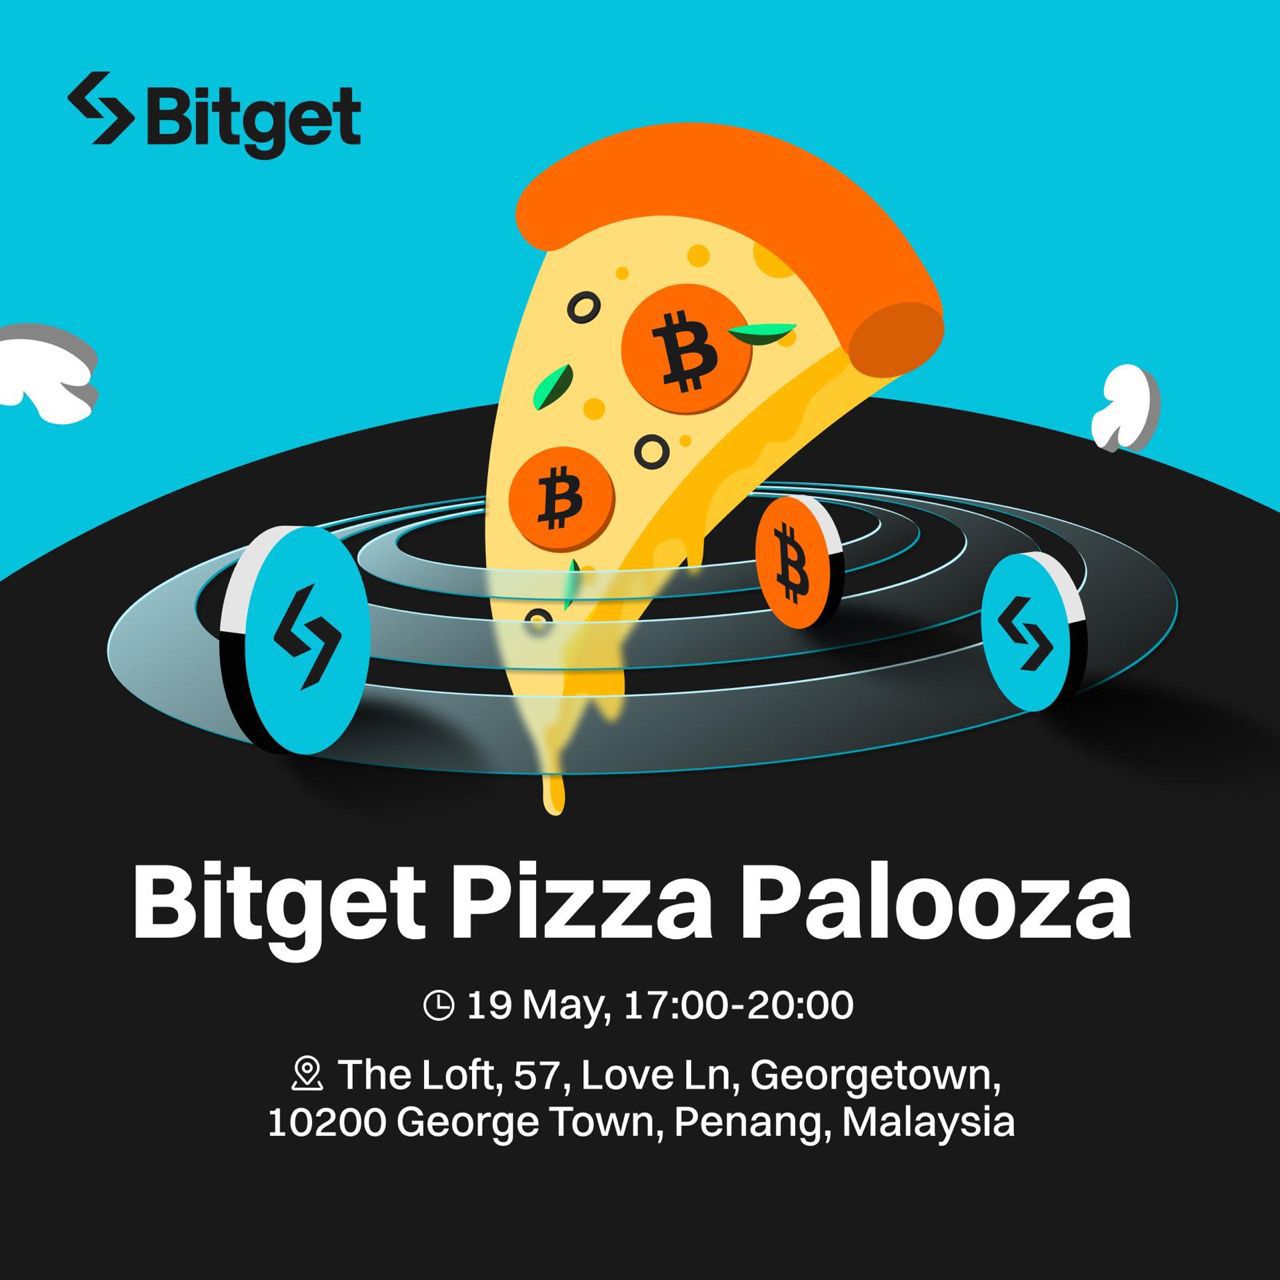 Bitget
Bitget Pizza Palooza
19 May, 17:00-20:00
The Loft, 57, Love Ln, Georgetown,
10200 George Town, Penang, Malaysia